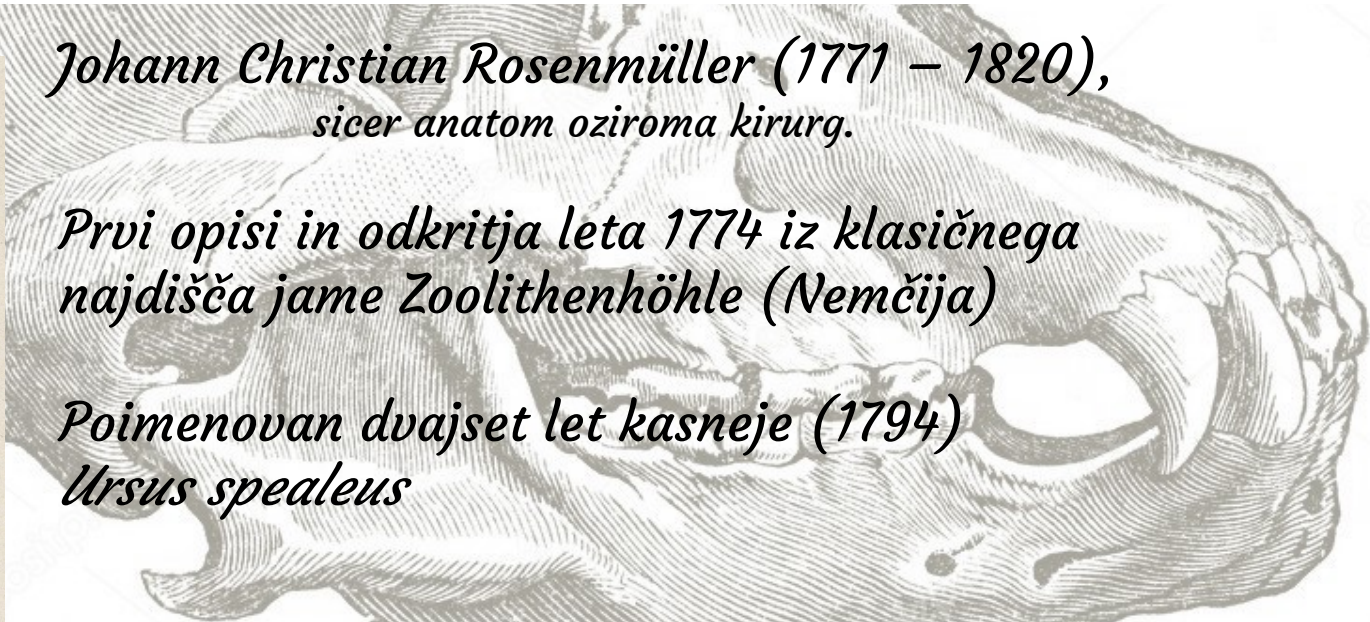 Johann Christian Rosenmüller (1771 – 1820),
sicer anatom oziroma kirurg.
Prvi opisi in odkritja leta 1774 iz klasičnega
najdišča jame Zoolithenhöhle (Nemčija)
Poimenovan dvajset let kasneje (1794)
Ursus spealeus